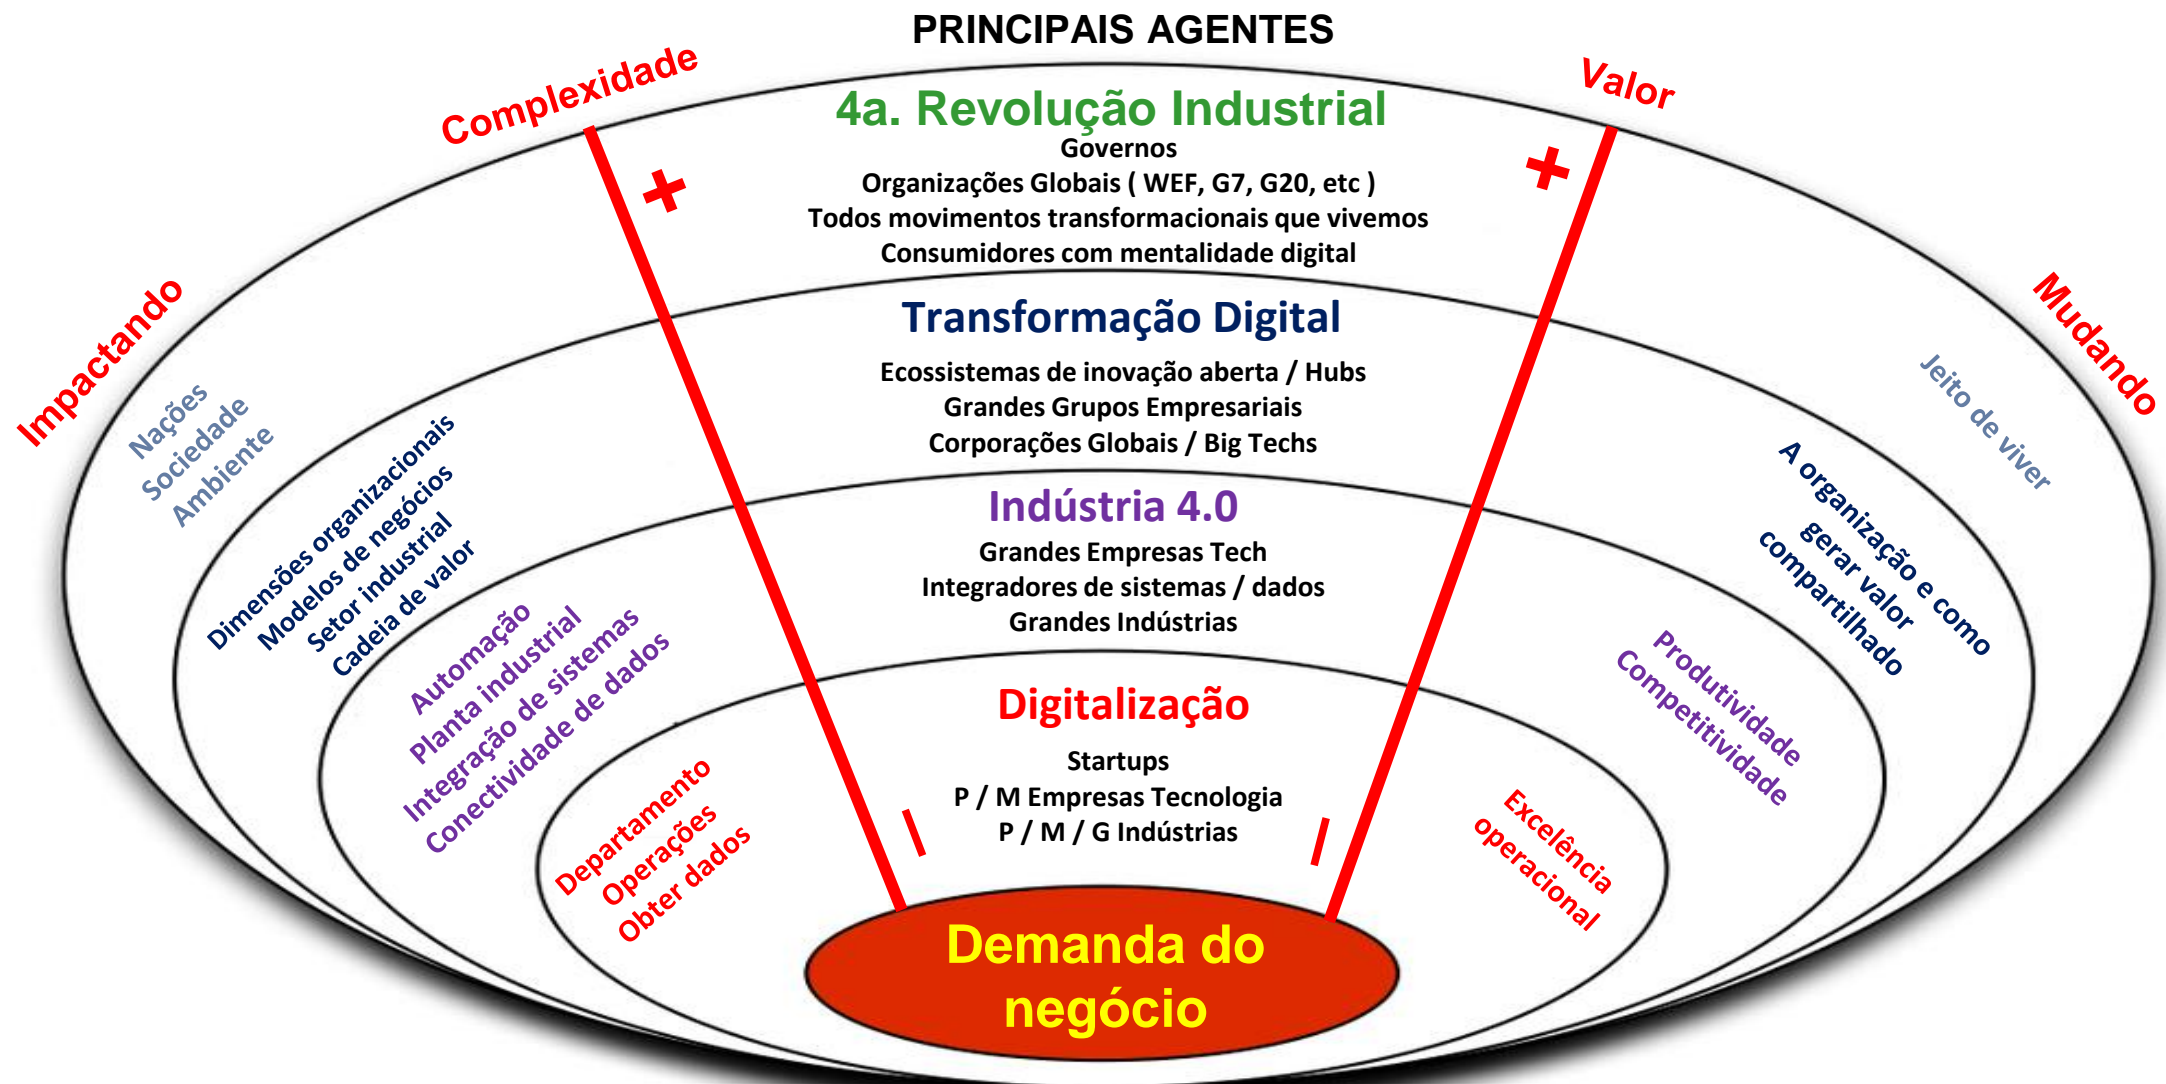 PRINCIPAIS AGENTES
Complexidade
Valor
4a. Revolução Industrial
Governos
Organizações Globais ( WEF, G7, G20, etc )
Todos movimentos transformacionais que vivemos
Consumidores com mentalidade digital
+
+
Impactando
Mudando
Nações
Sociedade
Ambiente
Jeito de viver
Transformação Digital
Ecossistemas de inovação aberta / Hubs
Grandes Grupos Empresariais
Corporações Globais / Big Techs
Dimensões organizacionais
Modelos de negócios
Setor industrial
Cadeia de valor
A organização e como
gerar valor
compartilhado
Indústria 4.0
Grandes Empresas Tech
Integradores de sistemas / dados
Grandes Indústrias
Automação
Planta industrial
Integração de sistemas
Conectividade de dados
Produtividade
Competitividade
Digitalização
Startups
P / M Empresas Tecnologia
P / M / G Indústrias
Departamento
Operações
Obter dados
Excelência
operacional
–
–
Demanda do
negócio